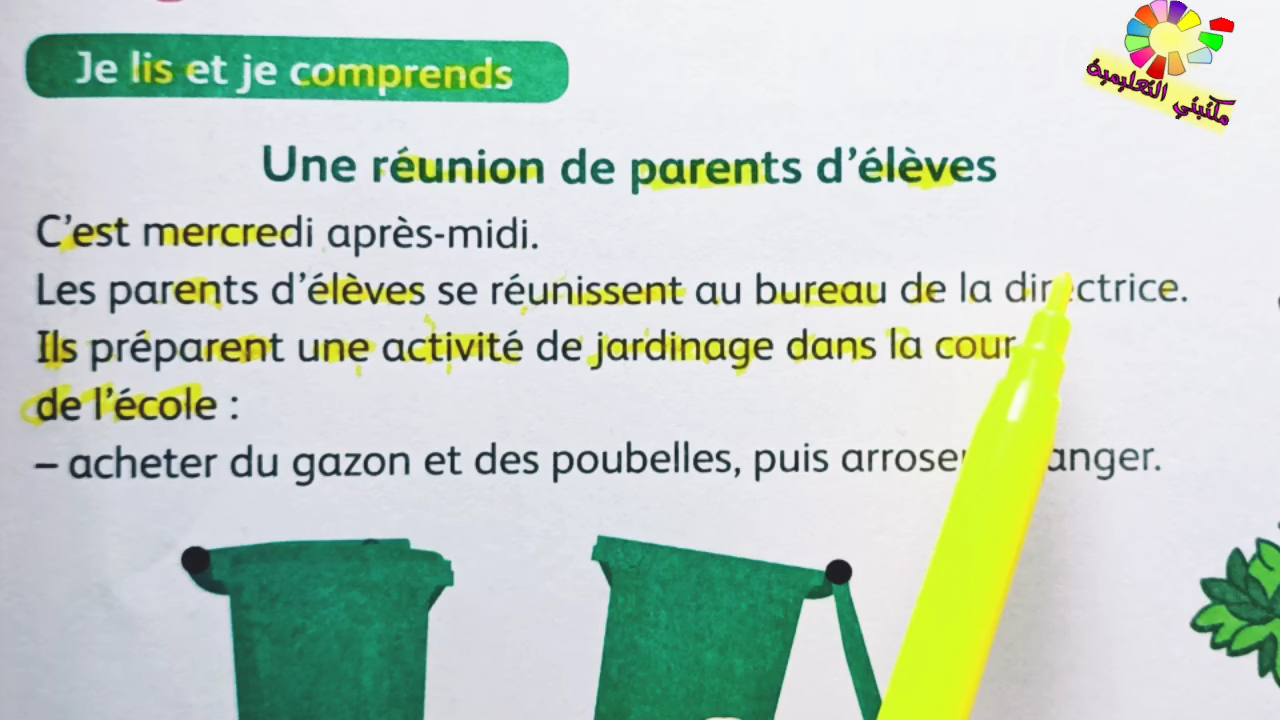 Je lis et je comprends
مكتبتي التعليمية
Une réunion de parents d'élèves
C'est mercredi après-midi.
Les parents d'élèves se réunissent au bureau de la directrice.
Ils préparent une activité de jardinage dans la cour
de l'école :
– acheter du gazon et des poubelles, puis arroser